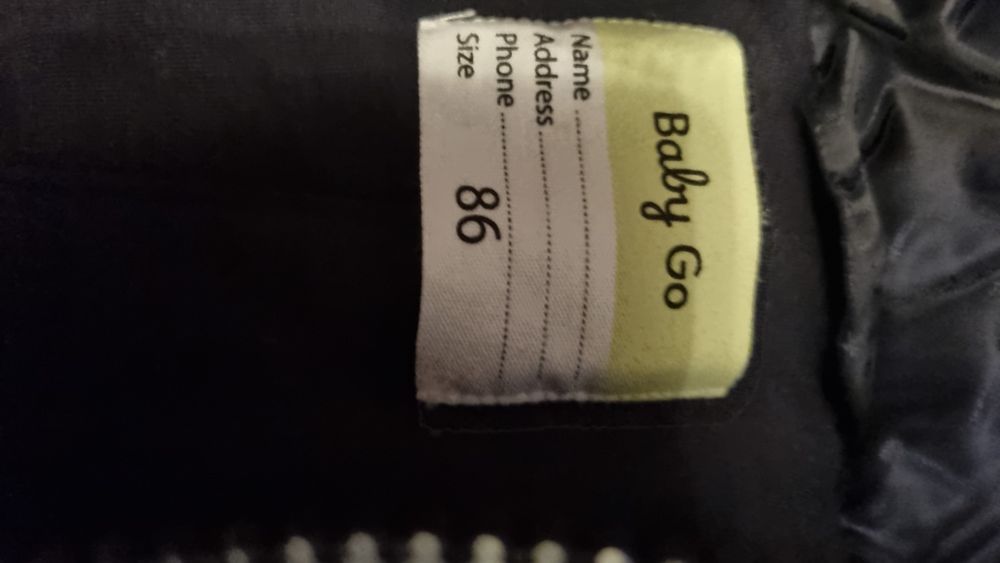 Baby Go
Name ..............................
Address ..............................
Phone ..............................
Size 86